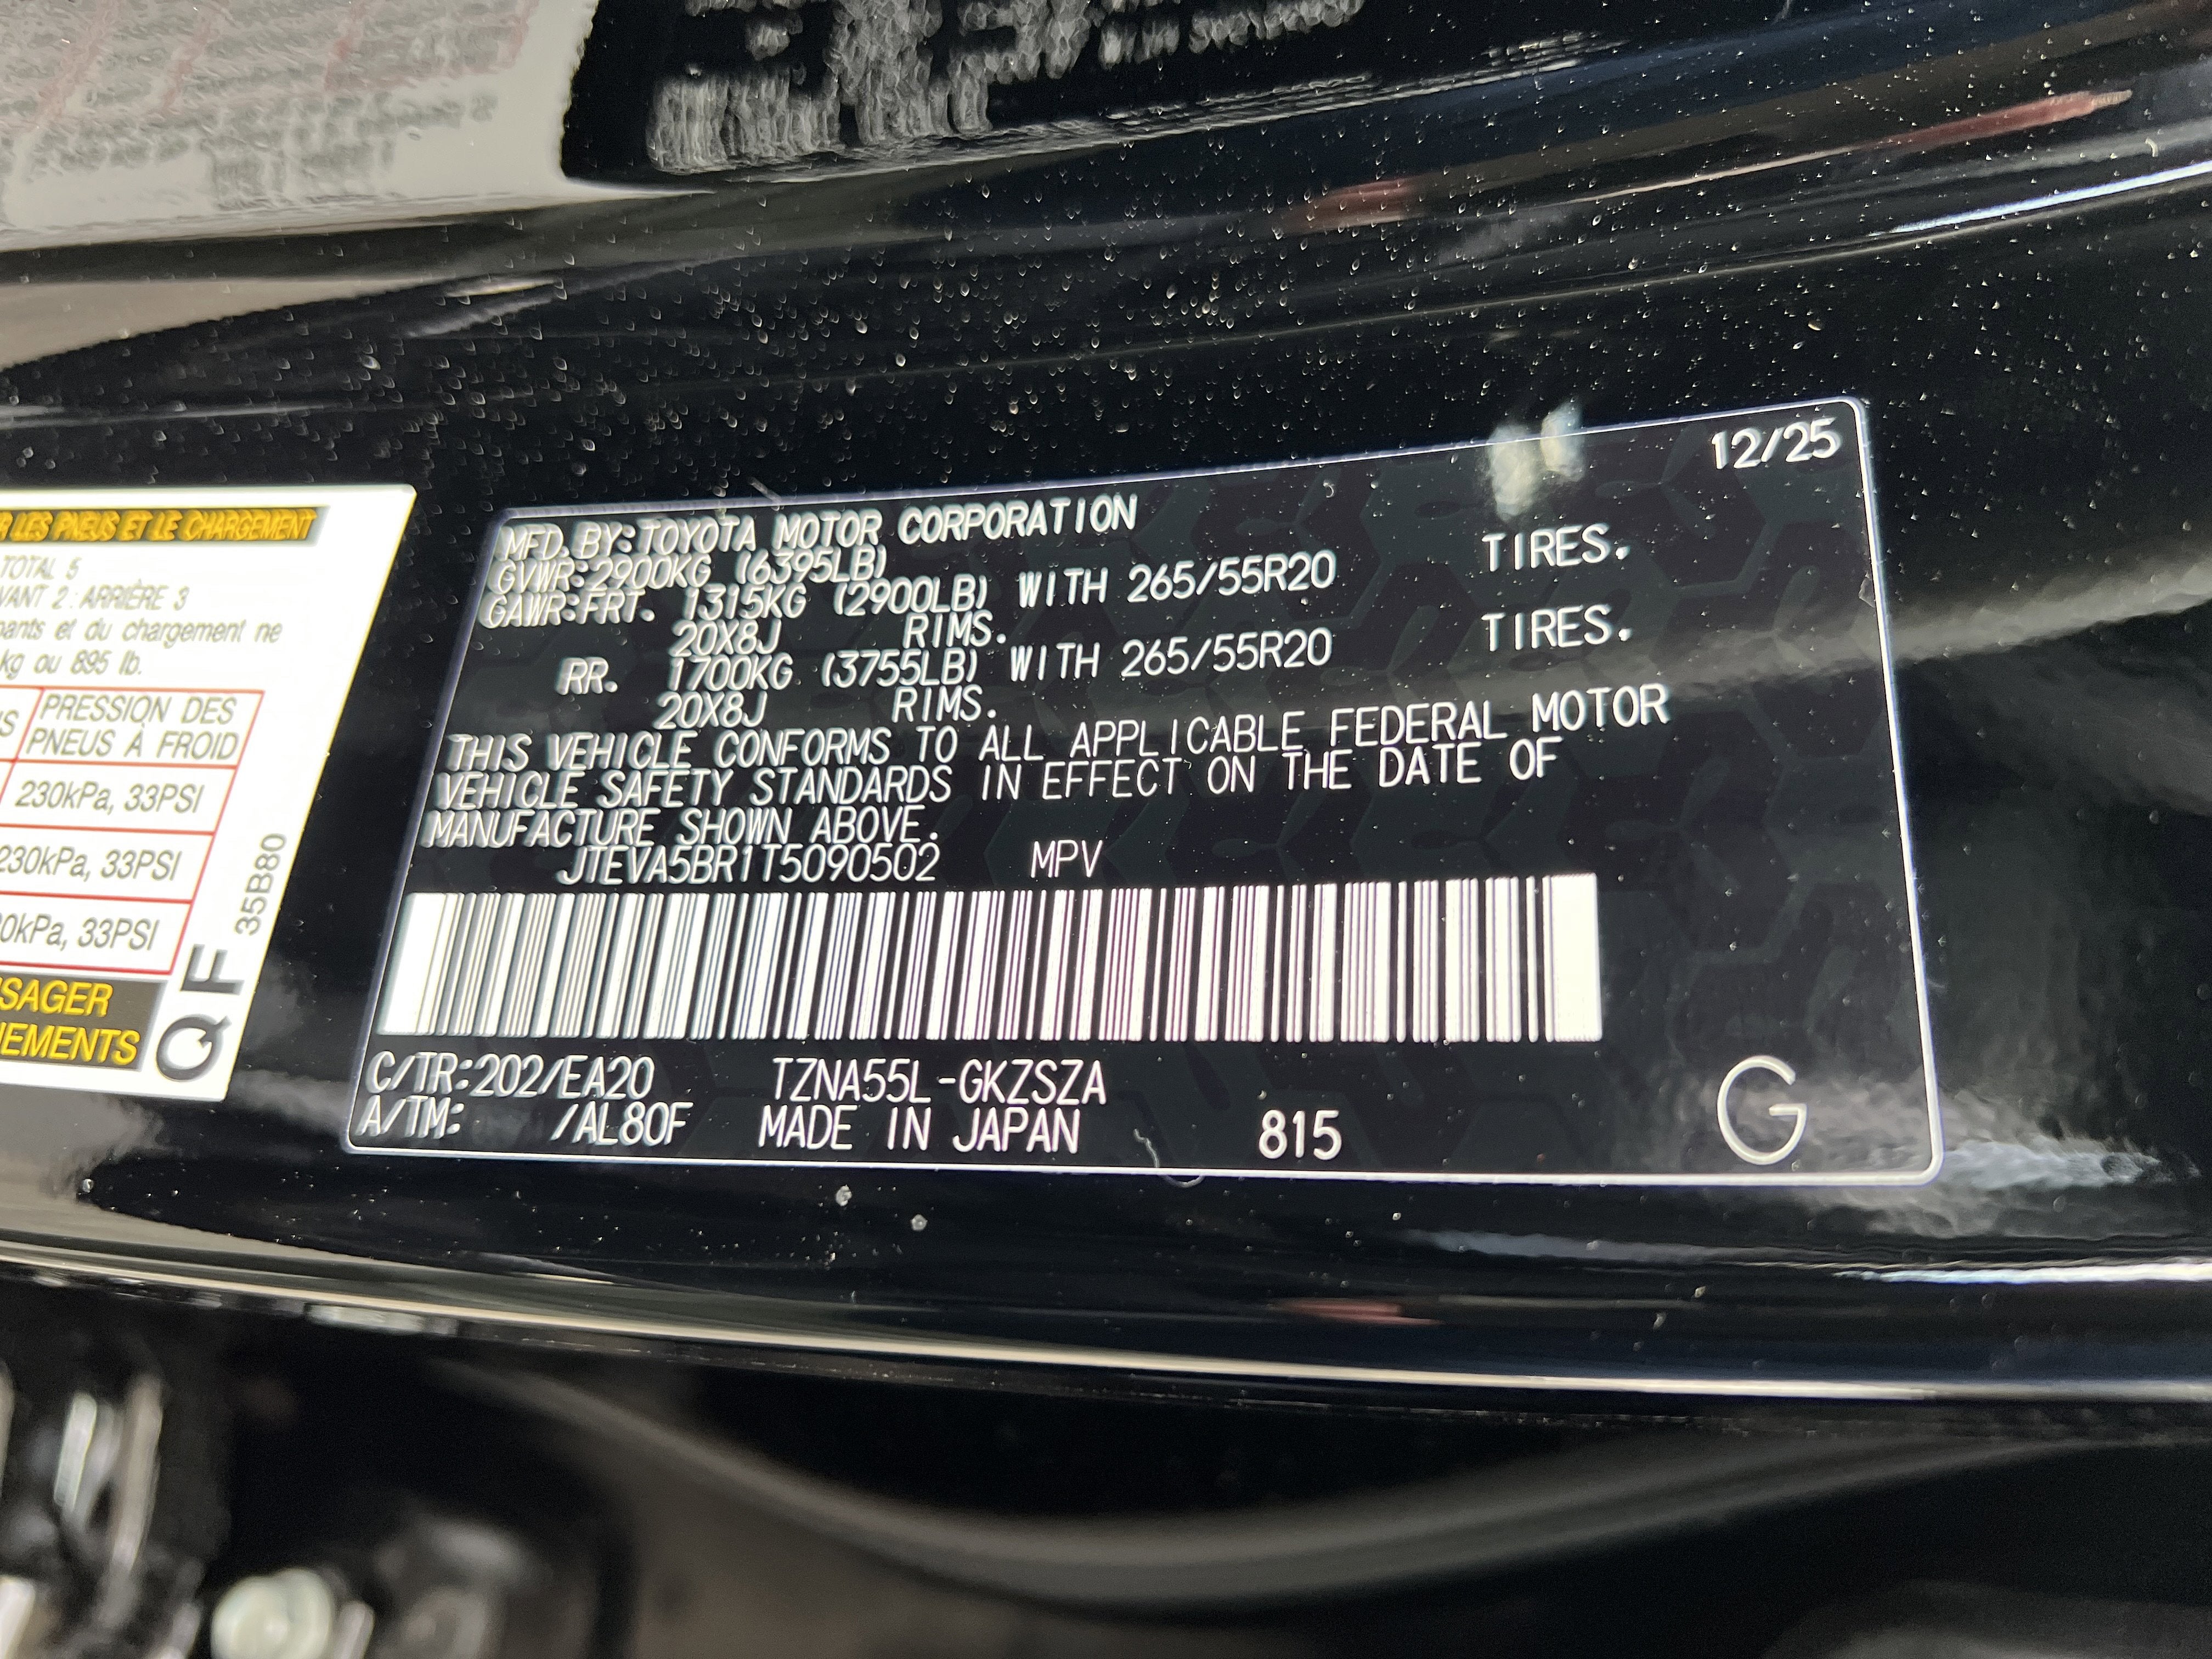 R LES PNEUS ET LE CHARGEMENT
TOTAL 5
VANT 2 : ARRIÈRE 3
pants et du chargement ne
kg ou 895 lb.
S
PRESSION DES
PNEUS À FROID
230kPa, 33PSI
230kPa, 33PSI
0kPa, 33PSI
SAGER
NEMENTS
QF
35B80
12/25
MFD. BY: TOYOTA MOTOR CORPORATION
GVWR: 2900KG (6395LB)
GAWR: FRT. 1315KG (2900LB) WITH 265/55R20 TIRES.
20X8J RIMS.
RR. 1700KG (3755LB) WITH 265/55R20 TIRES.
20X8J RIMS.
THIS VEHICLE CONFORMS TO ALL APPLICABLE FEDERAL MOTOR
VEHICLE SAFETY STANDARDS IN EFFECT ON THE DATE OF
MANUFACTURE SHOWN ABOVE.
JTEVA5BR1T5090502 MPV
C/TR: 202/EA20 TZNA55L-GKZSZA
A/TM: /AL80F MADE IN JAPAN 815
G